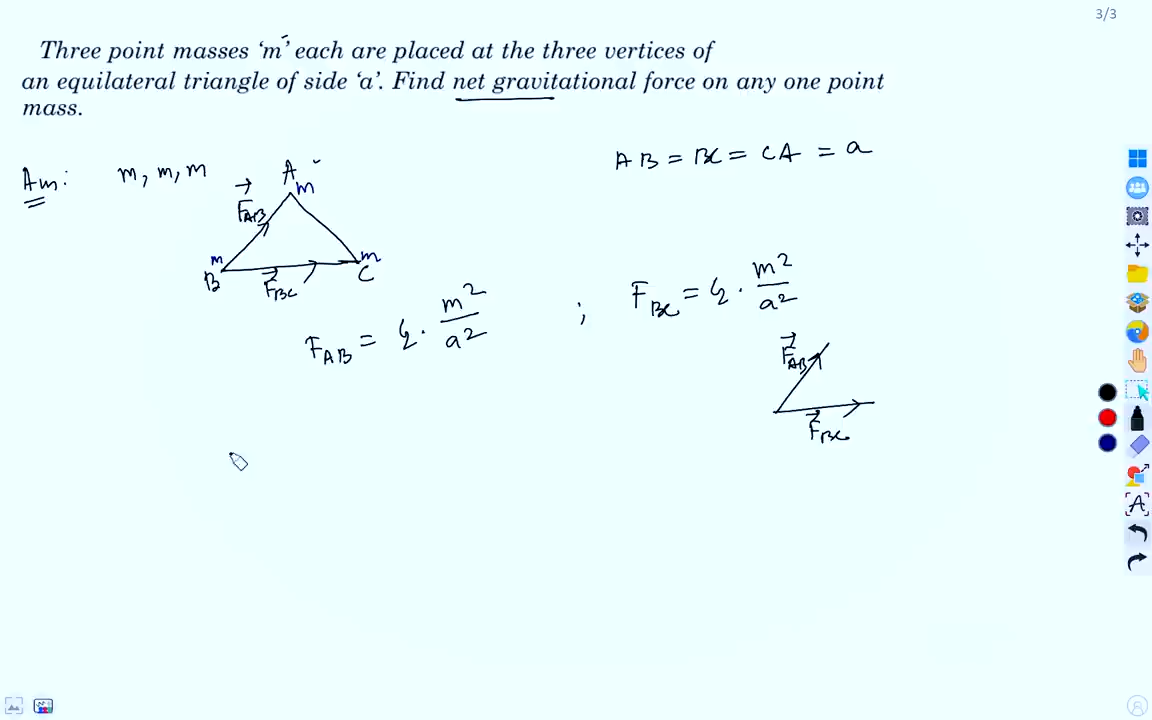 3/3
Three point masses ‘m’ each are placed at the three vertices of
an equilateral triangle of side ‘a’. Find net gravitational force on any one point
mass.
Ans:
m, m, m
A
m
F⃗AB
m
B
F⃗BC
m
C
AB = BC = CA = a
FAB = G · m²/a² ; FBC = G · m²/a²
F⃗AB
F⃗BC
[A]